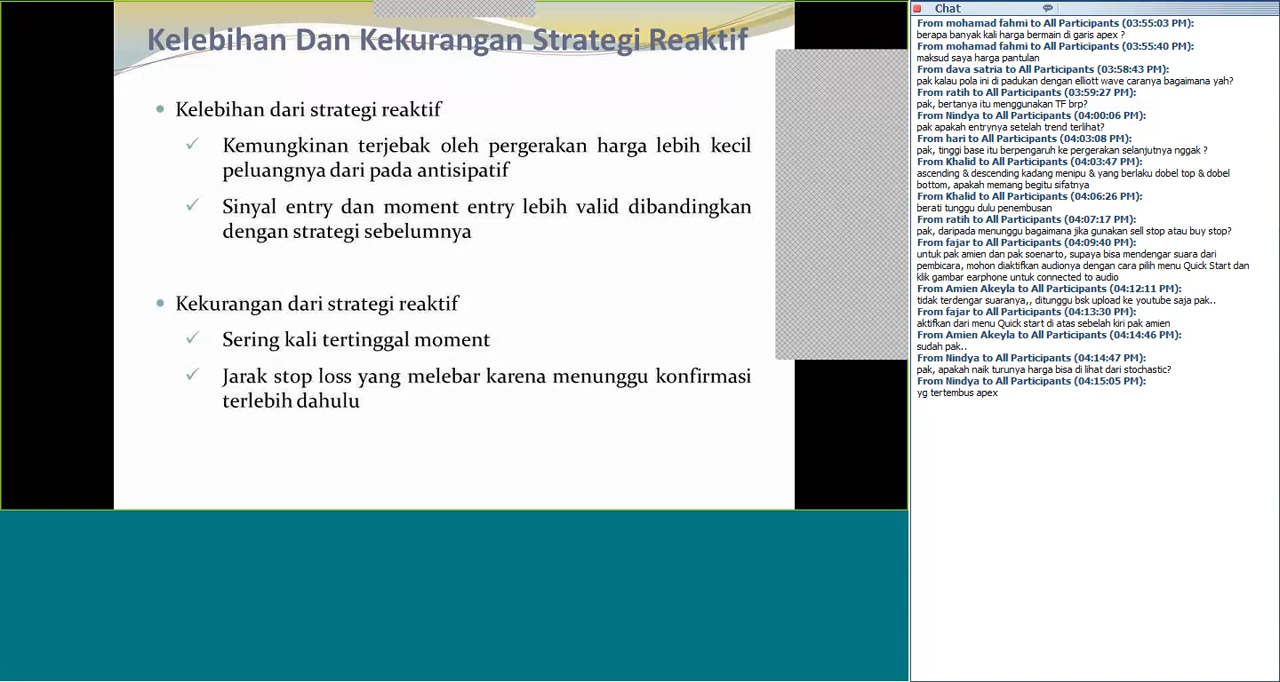 Kelebihan Dan Kekurangan Strategi Reaktif
• Kelebihan dari strategi reaktif
✓ Kemungkinan terjebak oleh pergerakan harga lebih kecil
peluangnya dari pada antisipatif
✓ Sinyal entry dan moment entry lebih valid dibandingkan
dengan strategi sebelumnya
• Kekurangan dari strategi reaktif
✓ Sering kali tertinggal moment
✓ Jarak stop loss yang melebar karena menunggu konfirmasi
terlebih dahulu
Chat
From mohamad fahmi to All Participants (03:55:03 PM):
berapa banyak kali harga bermain di garis apex ?
From mohamad fahmi to All Participants (03:55:40 PM):
maksud saya harga pantulan
From dava satria to All Participants (03:58:43 PM):
pak kalau pola ini di padukan dengan elliott wave caranya bagaimana yah?
From ratih to All Participants (03:59:27 PM):
pak, bertanya itu menggunakan TF brp?
From Nindya to All Participants (04:00:06 PM):
pak apakah entrynya setelah trend terlihat?
From hari to All Participants (04:03:08 PM):
pak, tinggi base itu berpengaruh ke pergerakan selanjutnya nggak ?
From Khalid to All Participants (04:03:47 PM):
ascending & descending kadang menipu & yang berlaku dobel top & dobel
bottom, apakah memang begitu sifatnya
From Khalid to All Participants (04:06:26 PM):
berati tunggu dulu penembusan
From ratih to All Participants (04:07:17 PM):
pak, daripada menunggu bagaimana jika gunakan sell stop atau buy stop?
From fajar to All Participants (04:09:40 PM):
untuk pak amien dan pak soenarto, supaya bisa mendengar suara dari
pembicara, mohon diaktifkan audionya dengan cara pilih menu Quick Start dan
klik gambar earphone untuk connected to audio
From Amien Akeyla to All Participants (04:12:11 PM):
tidak terdengar suaranya,, ditunggu bsk upload ke youtube saja pak..
From fajar to All Participants (04:13:30 PM):
aktifkan dari menu Quick start di atas sebelah kiri pak amien
From Amien Akeyla to All Participants (04:14:46 PM):
sudah pak..
From Nindya to All Participants (04:14:47 PM):
pak, apakah naik turunya harga bisa di lihat dari stochastic?
From Nindya to All Participants (04:15:05 PM):
yg tertembus apex